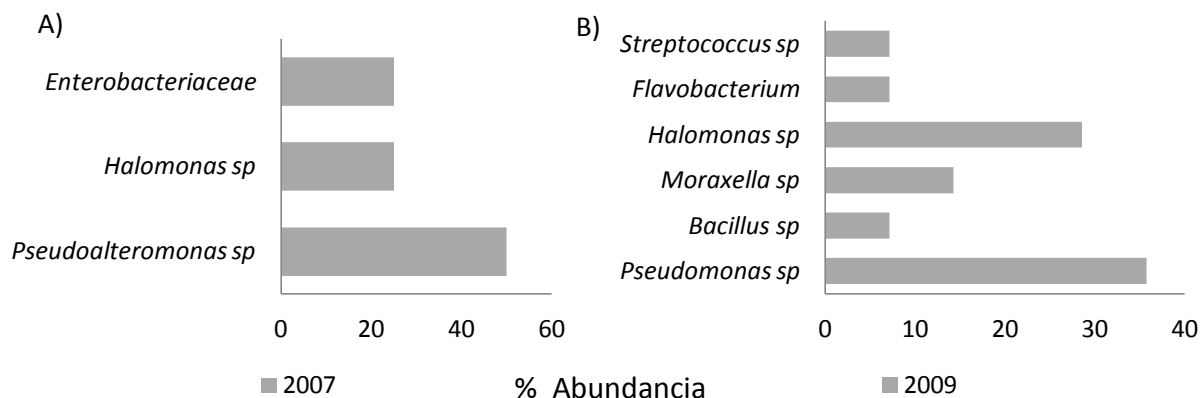 A)
Enterobacteriaceae
Halomonas sp
Pseudoalteromonas sp
0 20 40 60
2007
B)
Streptococcus sp
Flavobacterium
Halomonas sp
Moraxella sp
Bacillus sp
Pseudomonas sp
0 10 20 30 40
2009
% Abundancia